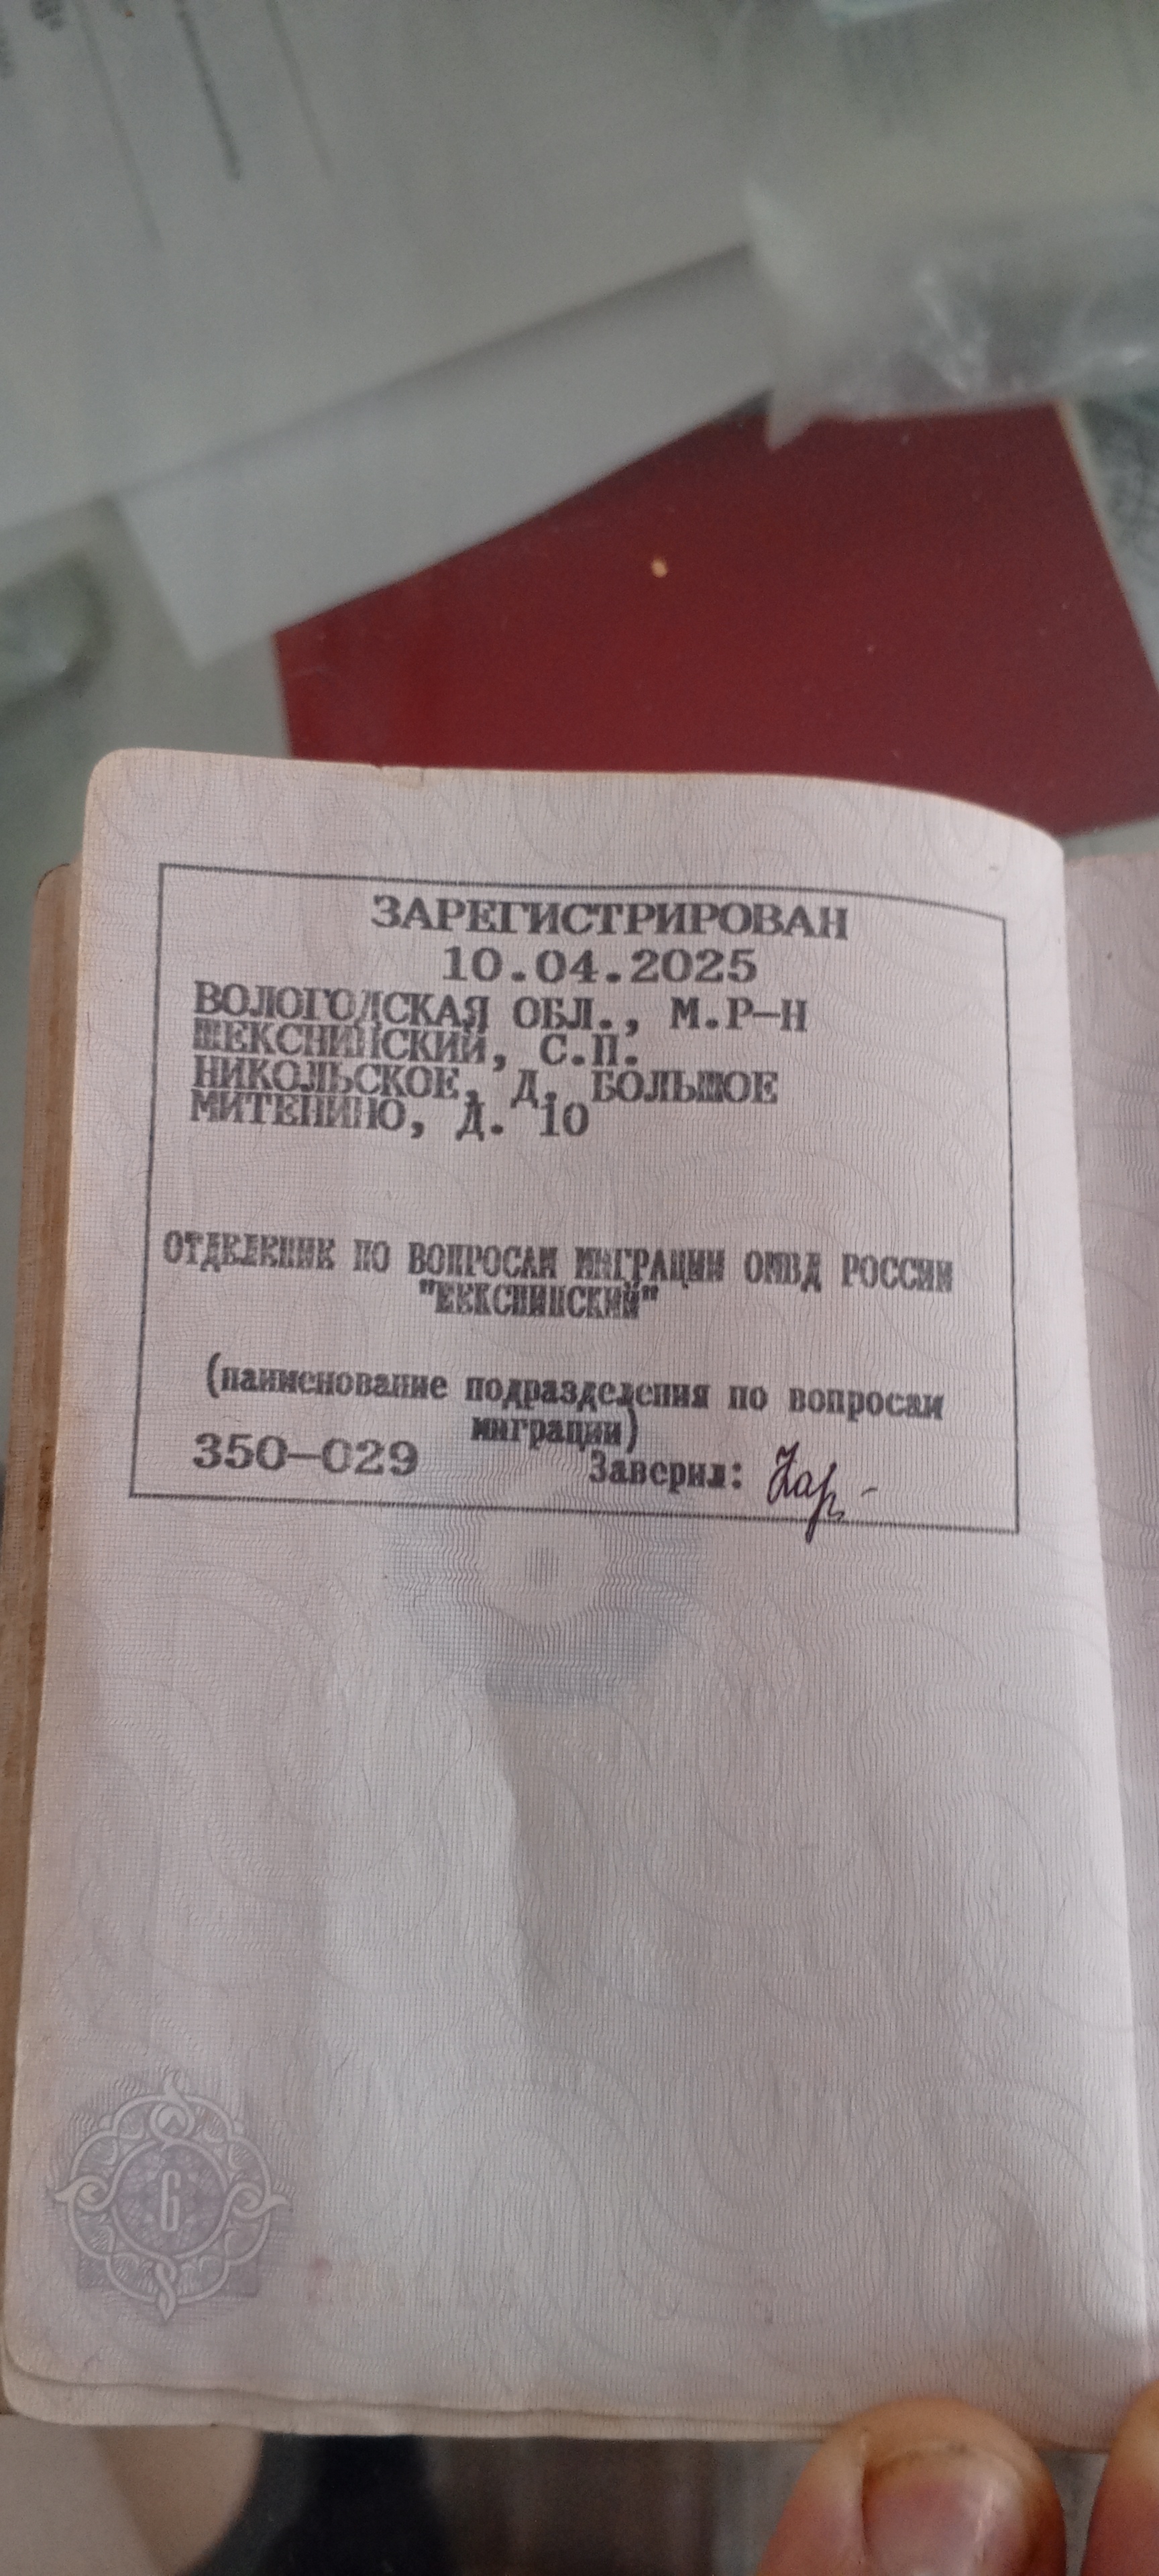 ЗАРЕГИСТРИРОВАН
10.04.2025
ВОЛОГОДСКАЯ ОБЛ., М.Р-Н
ШЕКСНИНСКИЙ, С.П.
НИКОЛЬСКОЕ, Д. БОЛЬШОЕ
МИТЕНИНО, Д. 10
ОТДЕЛЕНИЕ ПО ВОПРОСАМ МИГРАЦИИ ОМВД РОССИИ
"ШЕКСНИНСКИЙ"
(наименование подразделения по вопросам
миграции)
350-029 Заверил:
6